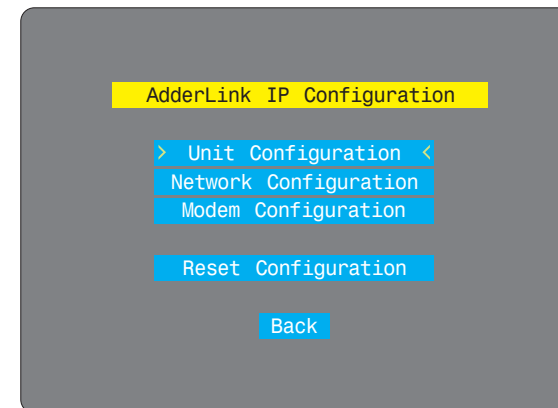 AdderLink IP Configuration
> Unit Configuration <
Network Configuration
Modem Configuration
Reset Configuration
Back